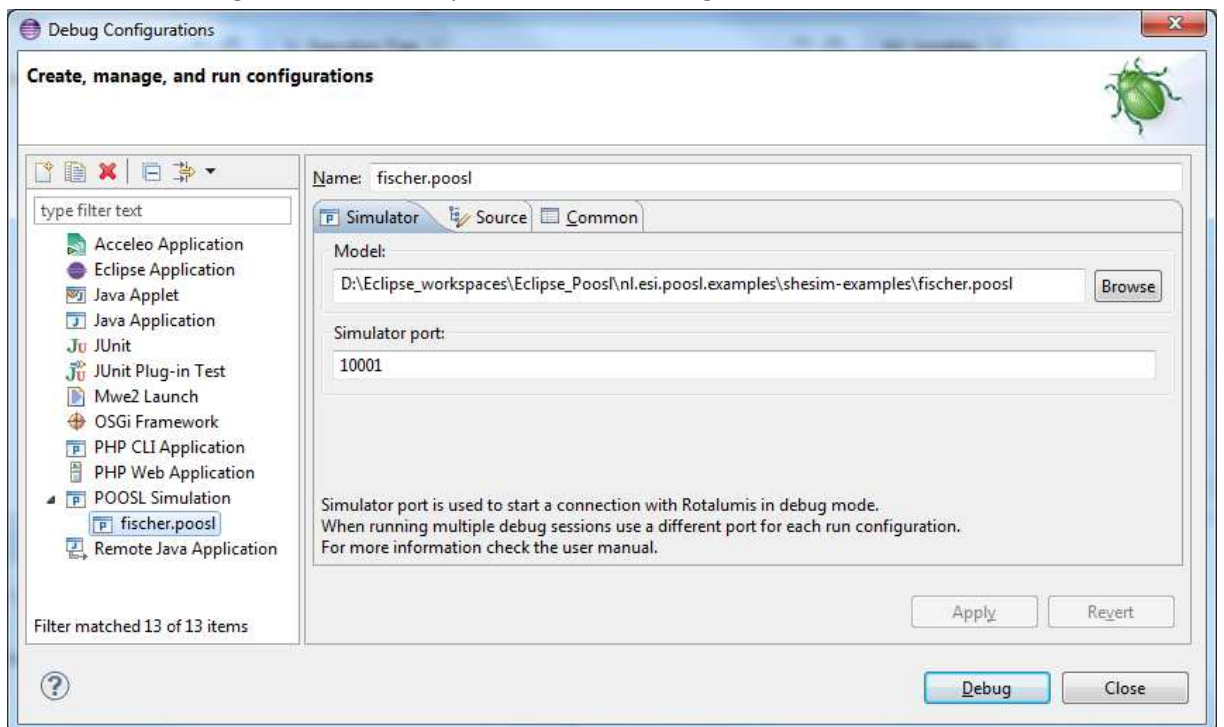 Debug Configurations
Create, manage, and run configurations
Name: fischer.poosl
type filter text
Simulator Source Common
Acceleo Application
Eclipse Application
Java Applet
Java Application
JUnit
JUnit Plug-in Test
Mwe2 Launch
OSGi Framework
PHP CLI Application
PHP Web Application
POOSL Simulation
fischer.poosl
Remote Java Application
Filter matched 13 of 13 items
Model:
D:\Eclipse_workspaces\Eclipse_Poosl\nl.esi.poosl.examples\shesim-examples\fischer.poosl Browse
Simulator port:
10001
Simulator port is used to start a connection with Rotalumis in debug mode.
When running multiple debug sessions use a different port for each run configuration.
For more information check the user manual.
Apply Revert
Debug Close